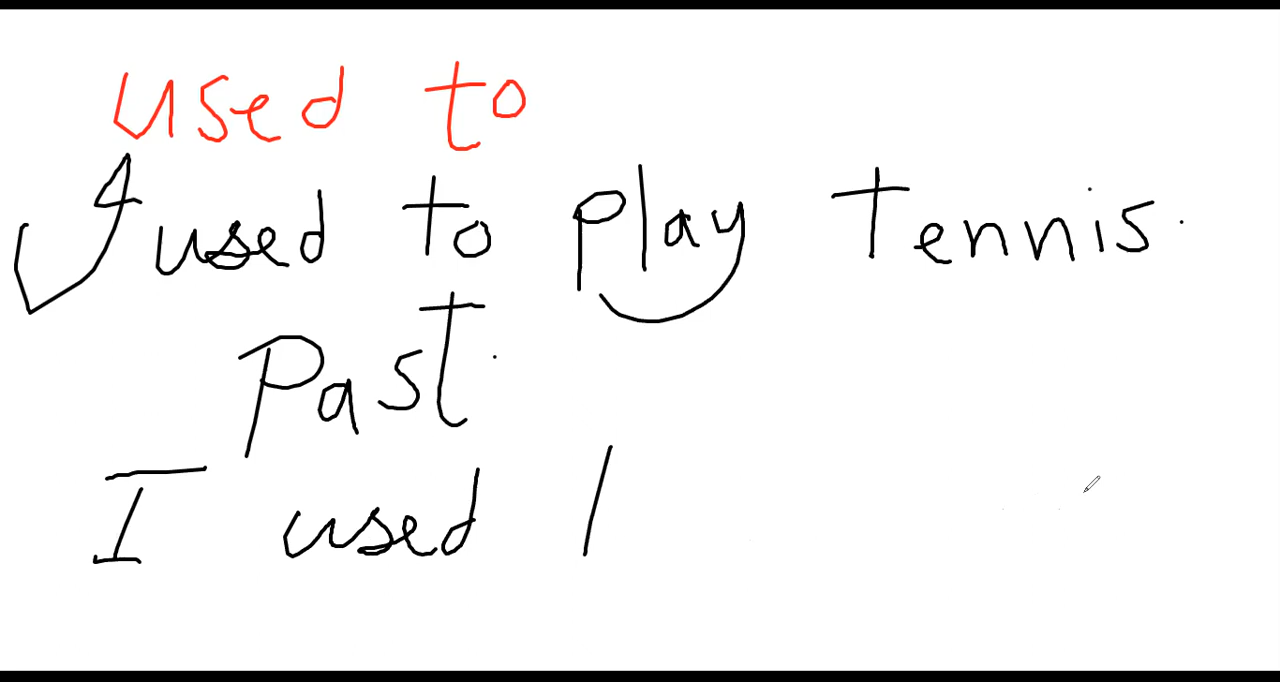 used to
I used to play Tennis.
Past.
I used /